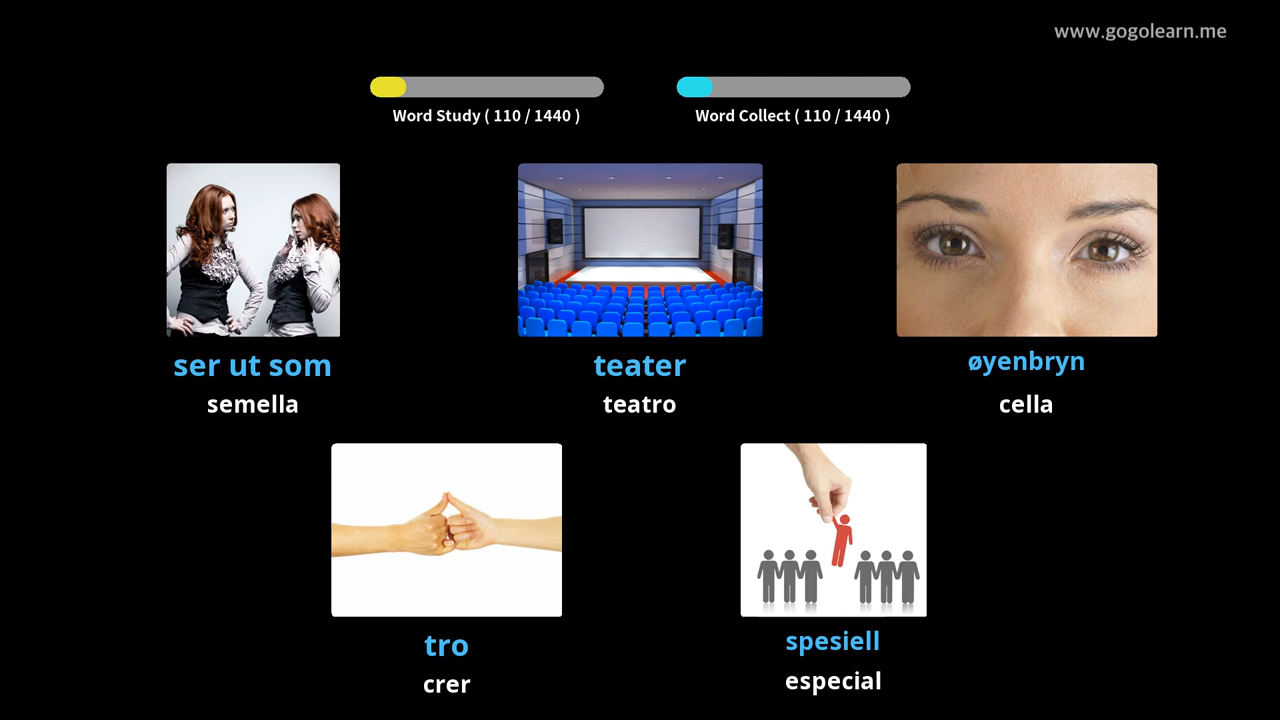 www.gogolearn.me
Word Study ( 110 / 1440 )
Word Collect ( 110 / 1440 )
ser ut som
semella
teater
teatro
øyenbryn
cella
tro
crer
spesiell
especial